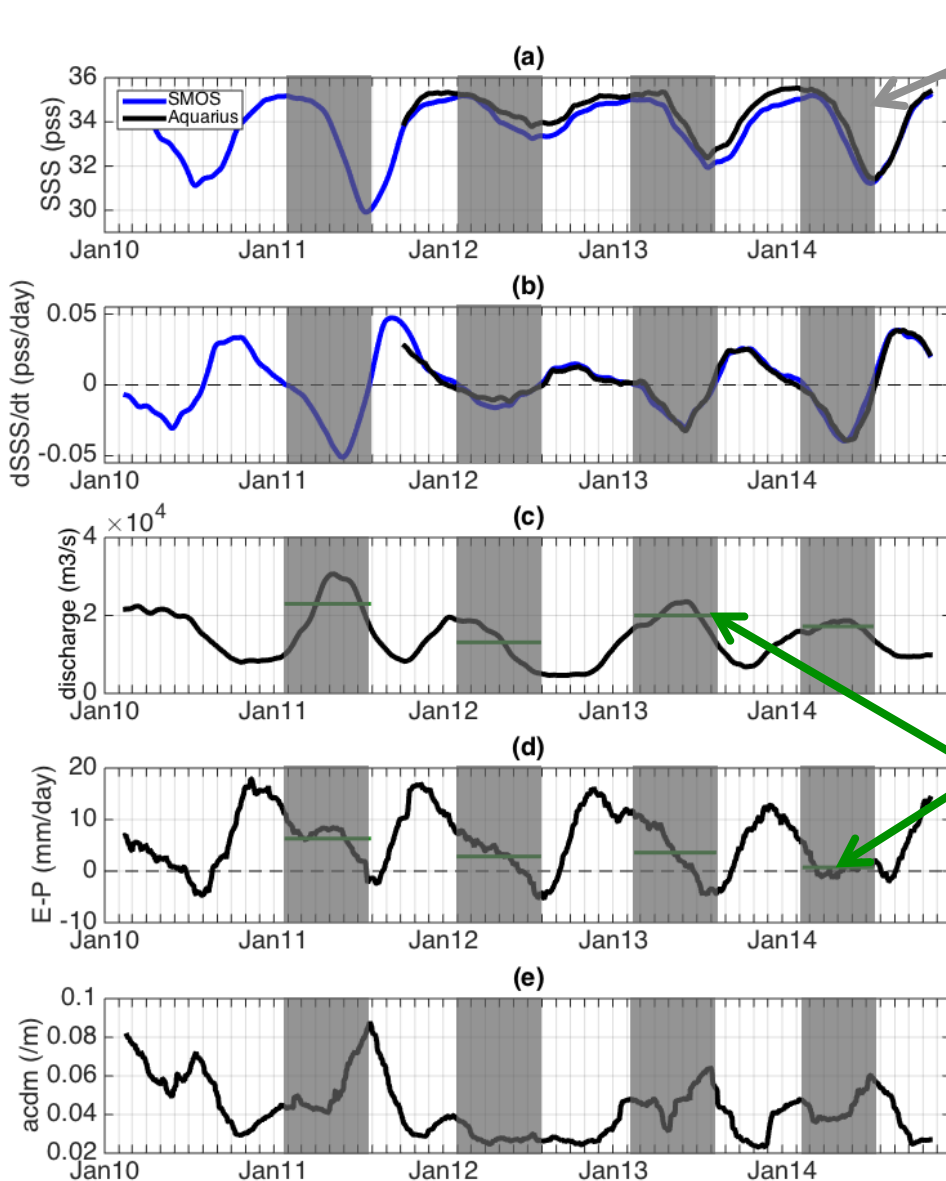 (a)
36
34
32
30
SSS (pss)
SMOS
Aquarius
Jan10 Jan11 Jan12 Jan13 Jan14
(b)
0.05
0
-0.05
dSSS/dt (pss/day)
Jan10 Jan11 Jan12 Jan13 Jan14
(c)
×10⁴
4
2
0
discharge (m3/s)
Jan10 Jan11 Jan12 Jan13 Jan14
(d)
20
10
0
-10
E-P (mm/day)
Jan10 Jan11 Jan12 Jan13 Jan14
(e)
0.1
0.08
0.06
0.04
0.02
acdm (/m)
Jan10 Jan11 Jan12 Jan13 Jan14